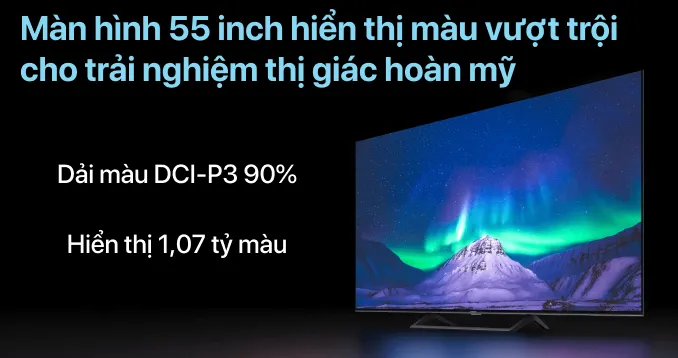 Màn hình 55 inch hiển thị màu vượt trội
cho trải nghiệm thị giác hoàn mỹ
Dải màu DCI-P3 90%
Hiển thị 1,07 tỷ màu